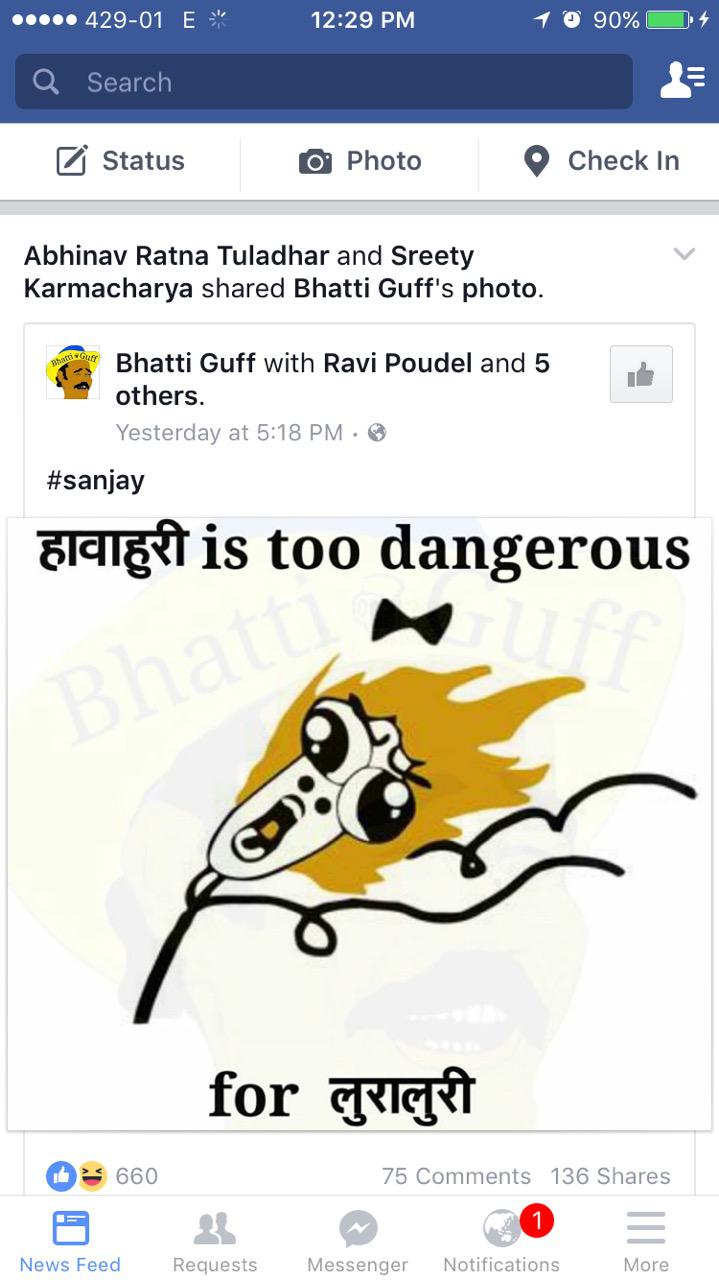 429-01 E 12:29 PM 90%
Search
Status Photo Check In
Abhinav Ratna Tuladhar and Sreety
Karmacharya shared Bhatti Guff's photo.
Bhatti Guff
Bhatti Guff with Ravi Poudel and 5
others.
Yesterday at 5:18 PM ·
#sanjay
हावाहुरी is too dangerous
Bhatti Guff
for लुरालुरी
660 75 Comments 136 Shares
1
News Feed Requests Messenger Notifications More